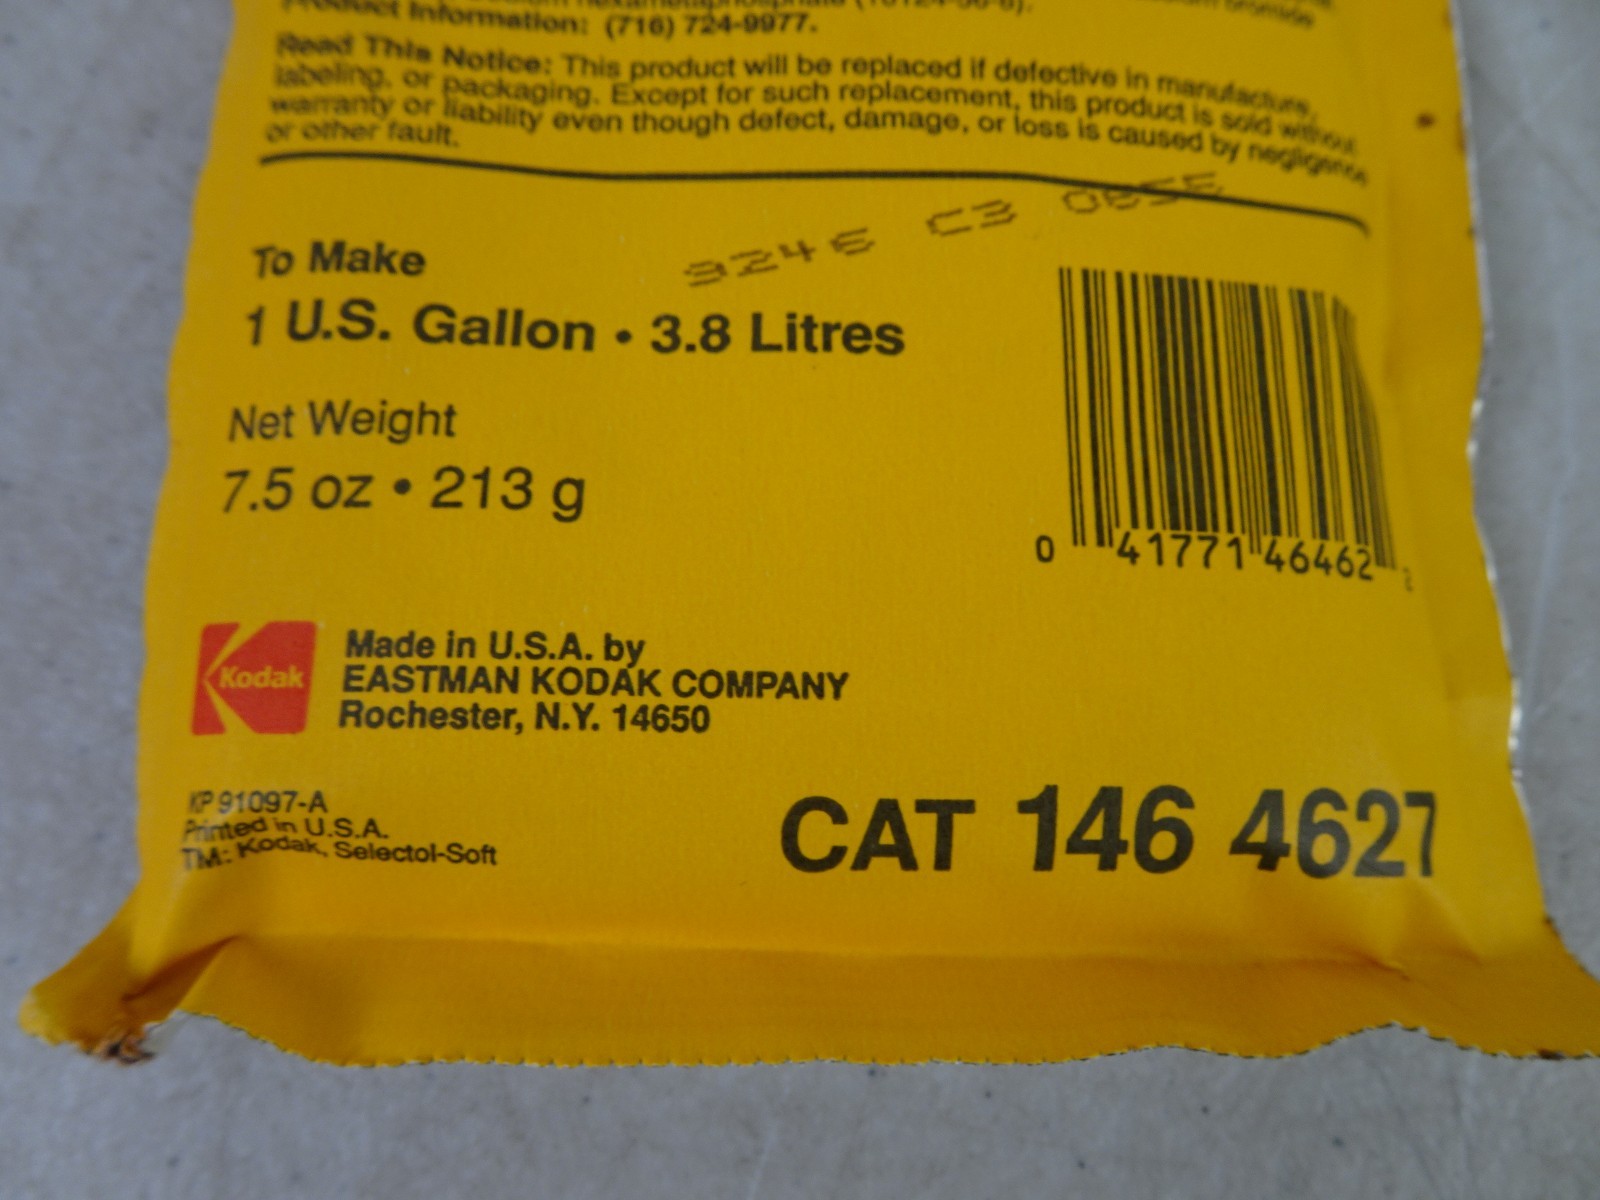 hexametaphosphate
bromide
Product Information: (716) 724-9977.
Read This Notice: This product will be replaced if defective in manufacture,
labeling, or packaging. Except for such replacement, this product is sold without
warranty or liability even though defect, damage, or loss is caused by negligence
or other fault.
9246 C3
To Make
1 U.S. Gallon • 3.8 Litres
Net Weight
7.5 oz • 213 g
0 41771 46462
Kodak
Made in U.S.A. by
EASTMAN KODAK COMPANY
Rochester, N.Y. 14650
KP 91097-A
Printed in U.S.A.
TM: Kodak, Selectol-Soft
CAT 146 4627